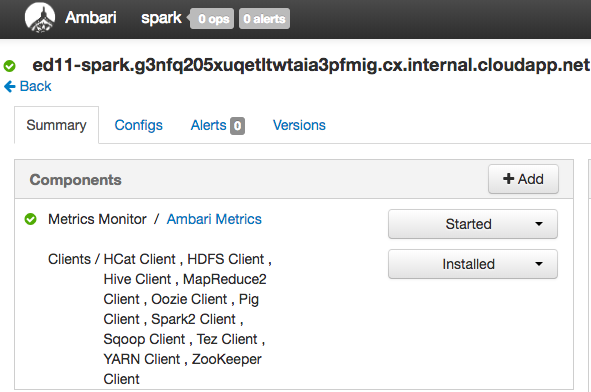 Ambari spark 0 ops 0 alerts
ed11-spark.g3nfq205xuqetltwtaia3pfmig.cx.internal.cloudapp.net
Back
Summary Configs Alerts 0 Versions
Components + Add
Metrics Monitor / Ambari Metrics Started
Clients / HCat Client , HDFS Client , Installed
Hive Client , MapReduce2
Client , Oozie Client , Pig
Client , Spark2 Client ,
Sqoop Client , Tez Client ,
YARN Client , ZooKeeper
Client